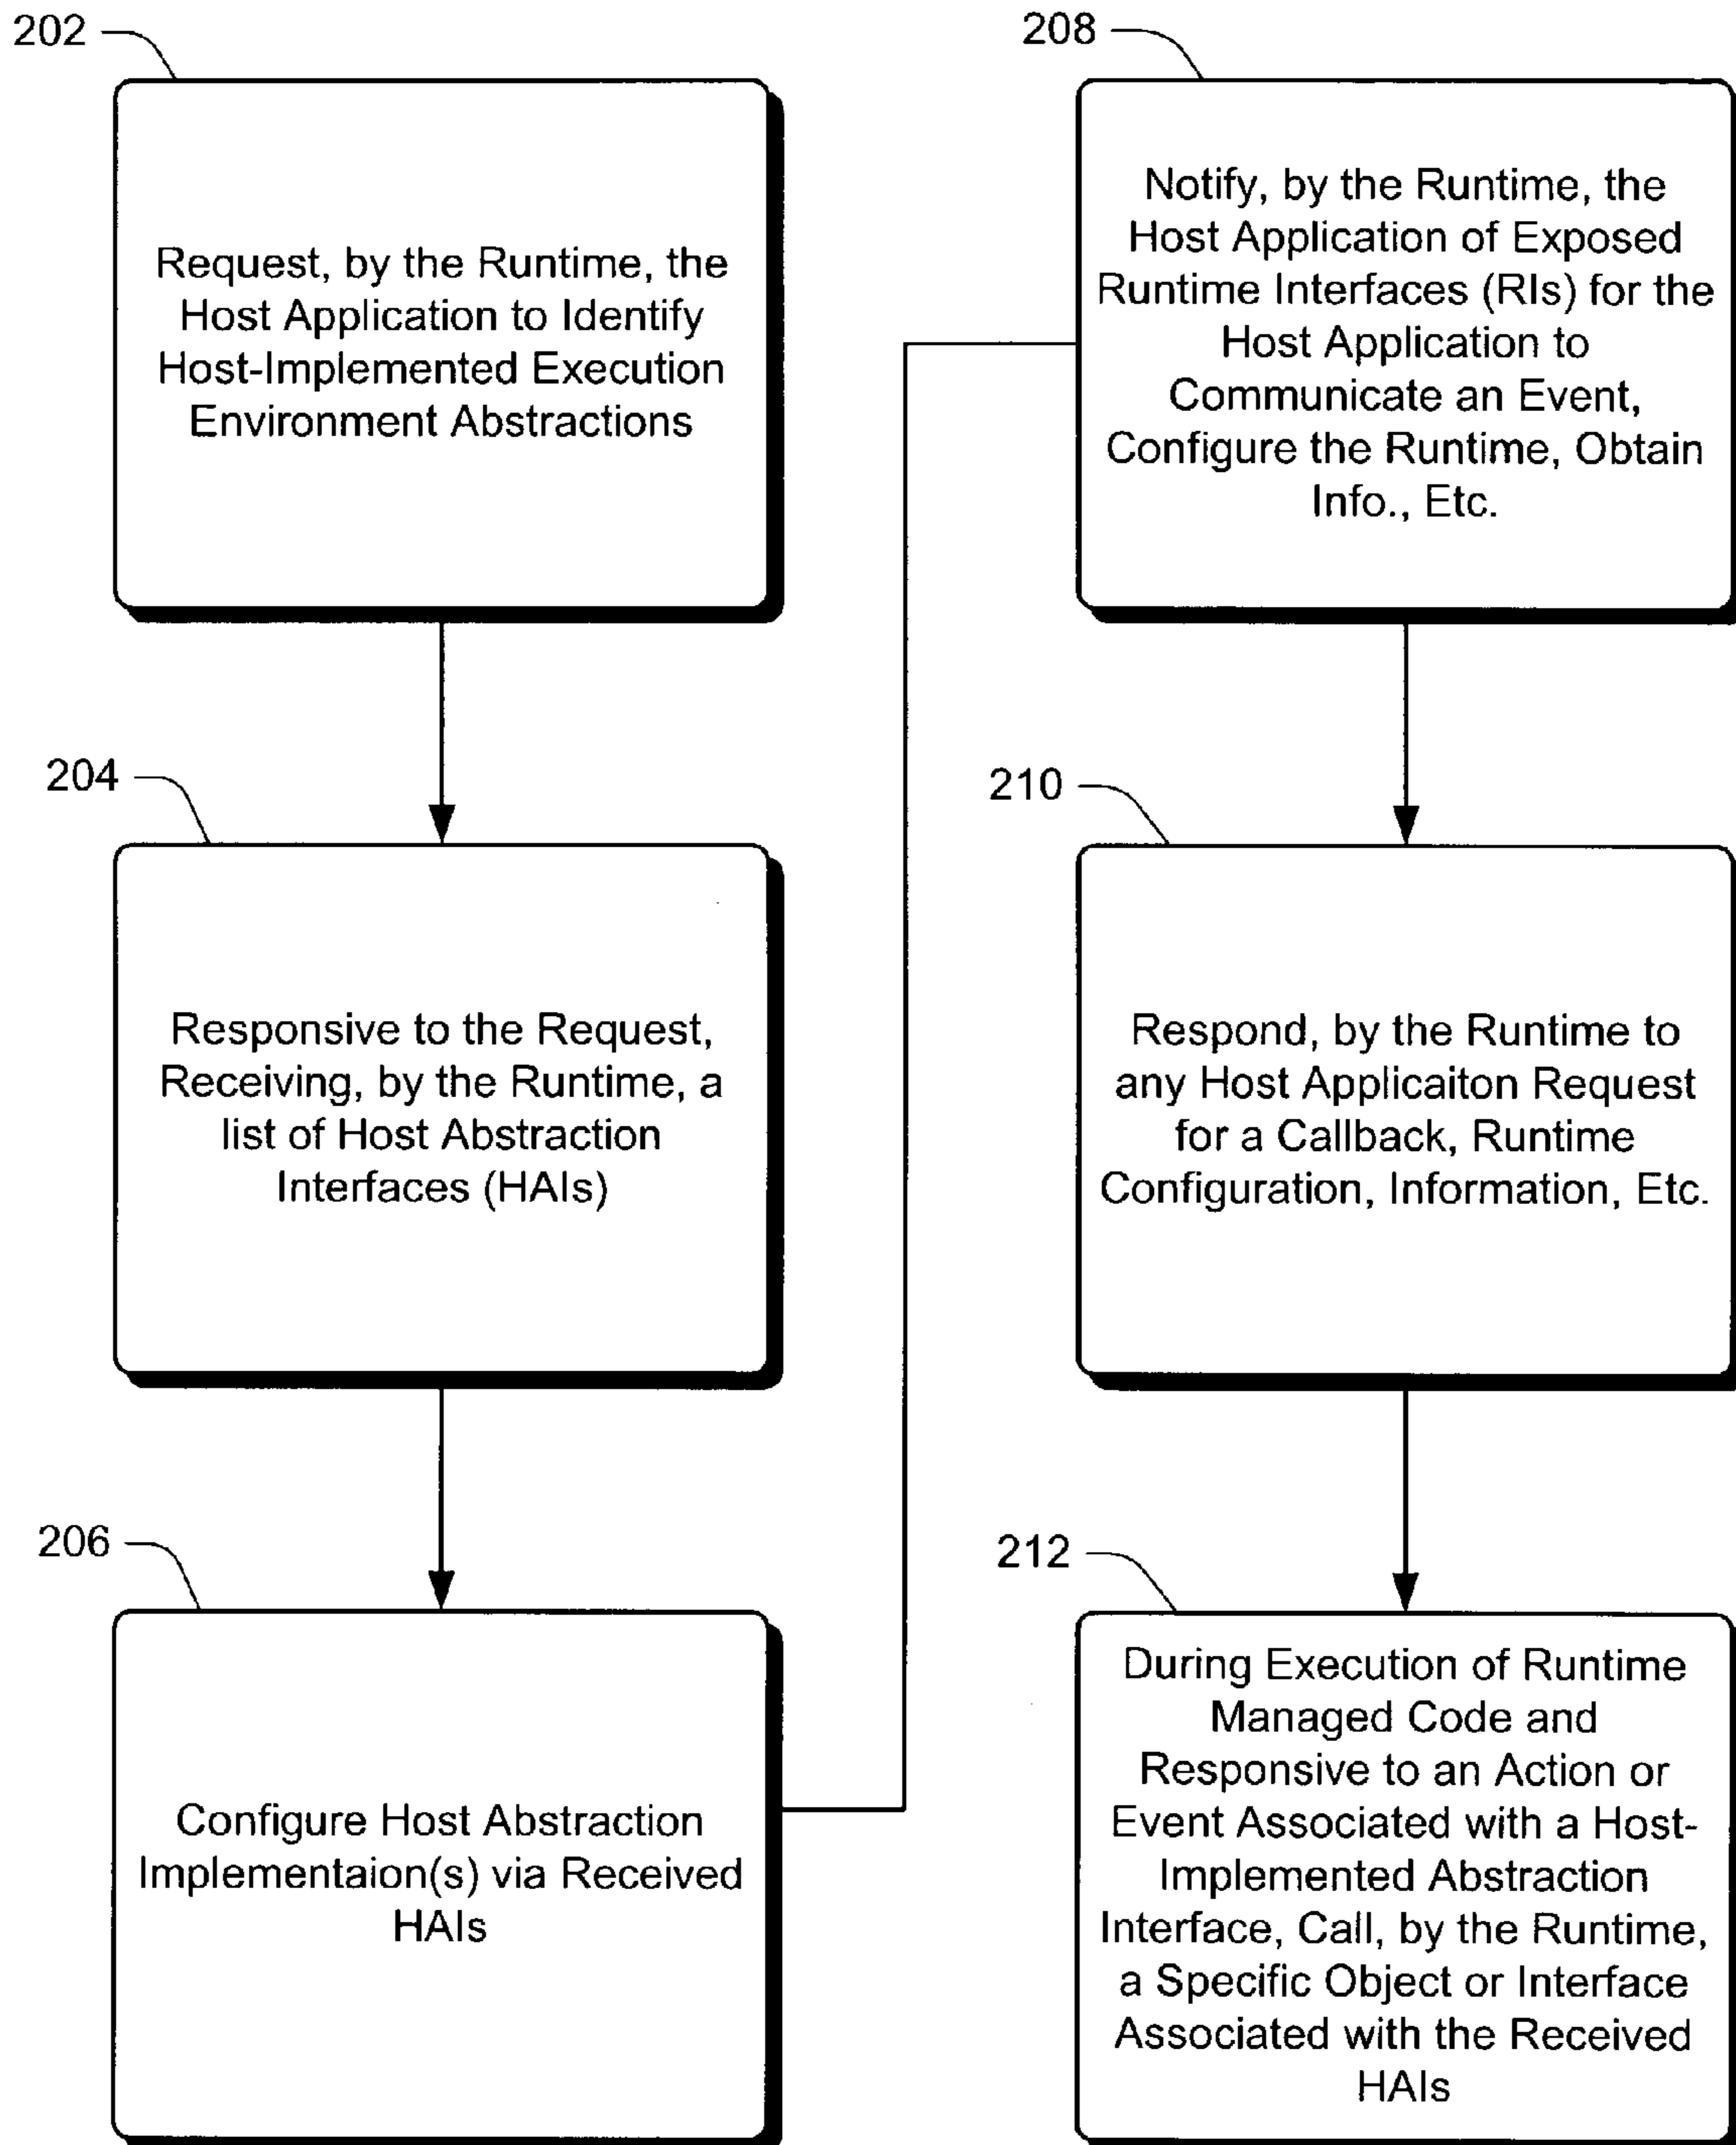 202
Request, by the Runtime, the
Host Application to Identify
Host-Implemented Execution
Environment Abstractions
204
Responsive to the Request,
Receiving, by the Runtime, a
list of Host Abstraction
Interfaces (HAIs)
206
Configure Host Abstraction
Implementaion(s) via Received
HAIs
208
Notify, by the Runtime, the
Host Application of Exposed
Runtime Interfaces (RIs) for the
Host Application to
Communicate an Event,
Configure the Runtime, Obtain
Info., Etc.
210
Respond, by the Runtime to
any Host Applicaiton Request
for a Callback, Runtime
Configuration, Information, Etc.
212
During Execution of Runtime
Managed Code and
Responsive to an Action or
Event Associated with a Host-
Implemented Abstraction
Interface, Call, by the Runtime,
a Specific Object or Interface
Associated with the Received
HAIs